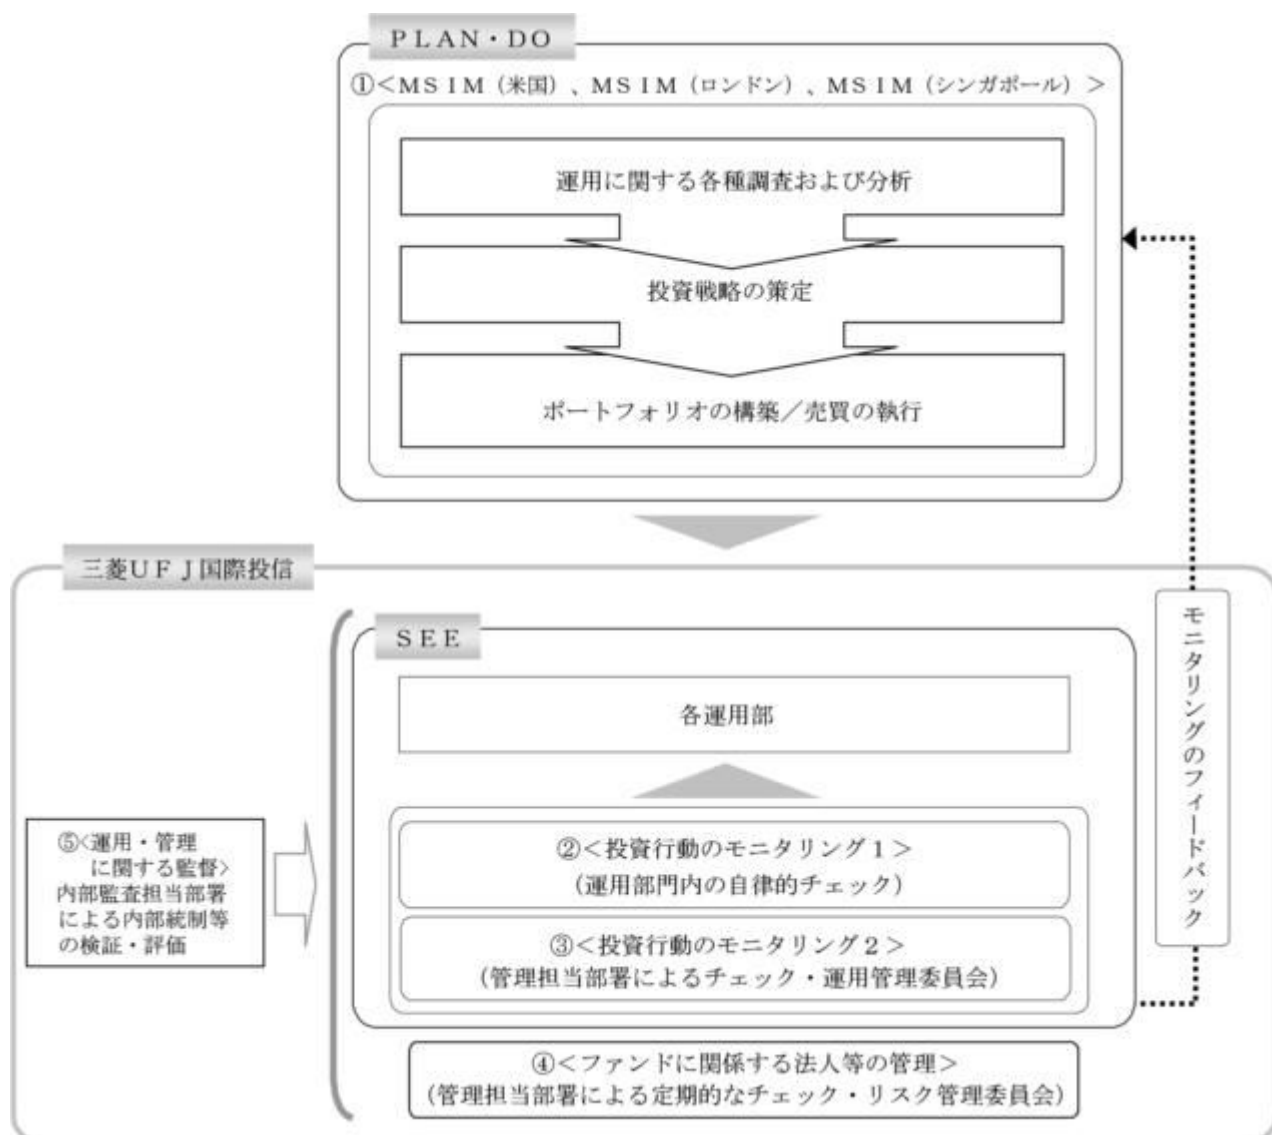 ＰＬＡＮ・ＤＯ
①＜ＭＳＩＭ（米国）、ＭＳＩＭ（ロンドン）、ＭＳＩＭ（シンガポール）＞
運用に関する各種調査および分析
投資戦略の策定
ポートフォリオの構築／売買の執行
三菱ＵＦＪ国際投信
ＳＥＥ
各運用部
②＜投資行動のモニタリング１＞
（運用部門内の自律的チェック）
③＜投資行動のモニタリング２＞
（管理担当部署によるチェック・運用管理委員会）
④＜ファンドに関係する法人等の管理＞
（管理担当部署による定期的なチェック・リスク管理委員会）
⑤＜運用・管理
に関する監督＞
内部監査担当部署
による内部統制等
の検証・評価
モニタリングのフィードバック